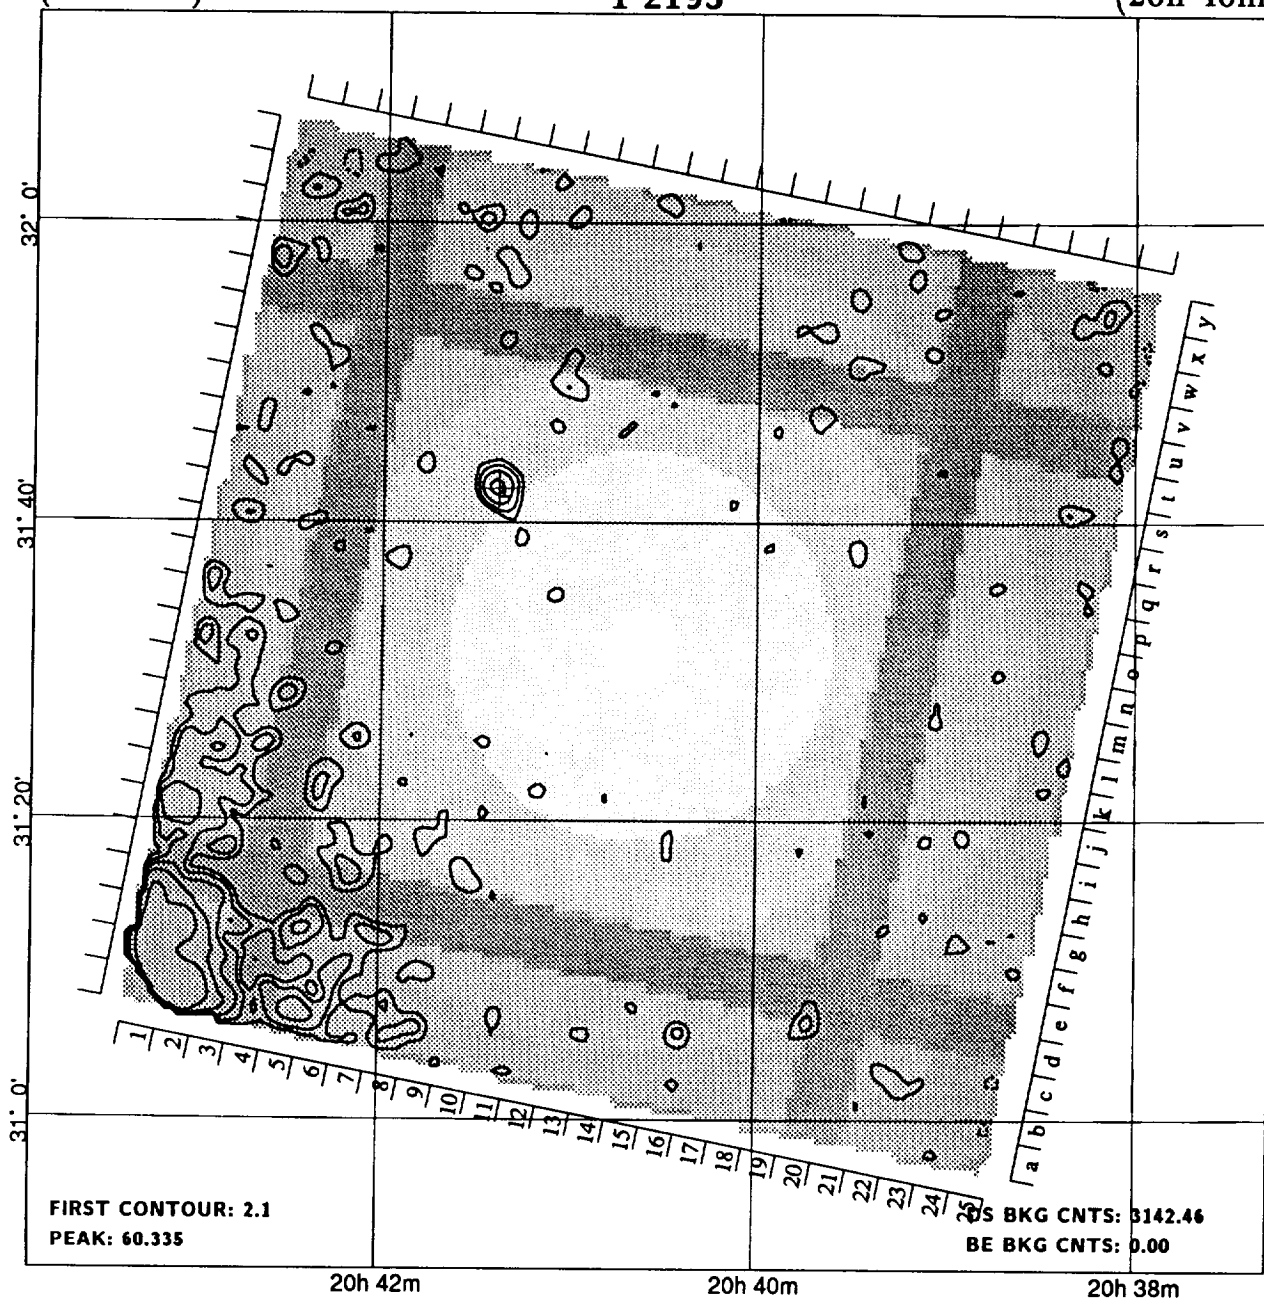 I 2195
32° 0'
31° 40'
31° 20'
31° 0'
a b c d e f g h i j k l m n o p q r s t u v w x y
1 2 3 4 5 6 7 8 9 10 11 12 13 14 15 16 17 18 19 20 21 22 23 24 25
FIRST CONTOUR: 2.1
PEAK: 60.335
DS BKG CNTS: 3142.46
BE BKG CNTS: 0.00
20h 42m
20h 40m
20h 38m